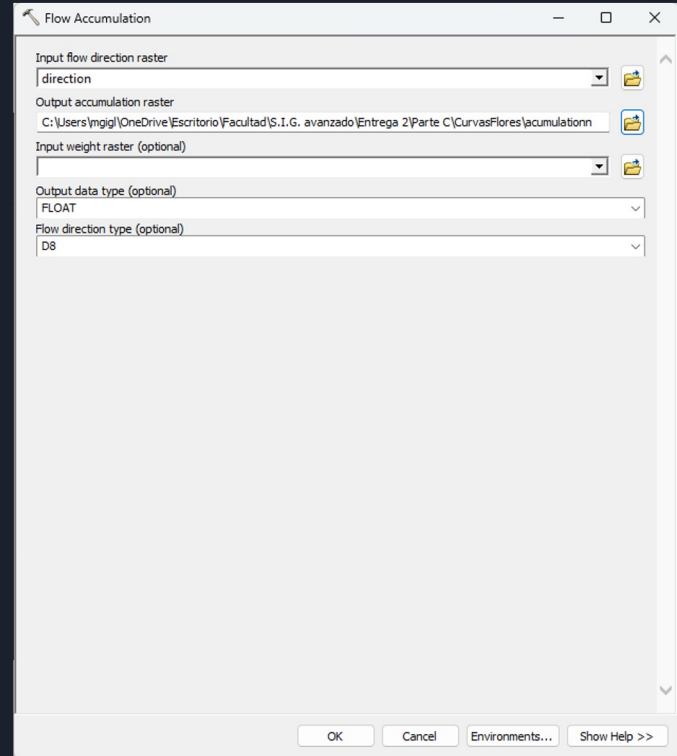 Flow Accumulation
Input flow direction raster
direction
Output accumulation raster
C:\Users\mgigl\OneDrive\Escritorio\Facultad\S.I.G. avanzado\Entrega 2\Parte C\CurvasFlores\acumulationn
Input weight raster (optional)
Output data type (optional)
FLOAT
Flow direction type (optional)
D8
OK Cancel Environments... Show Help >>